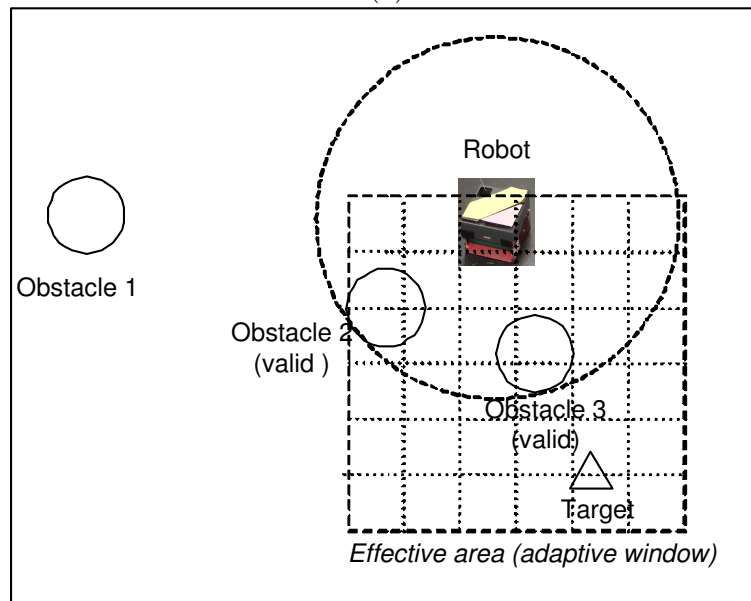 Robot
Obstacle 1
Obstacle 2
(valid )
Obstacle 3
(valid)
Target
Effective area (adaptive window)